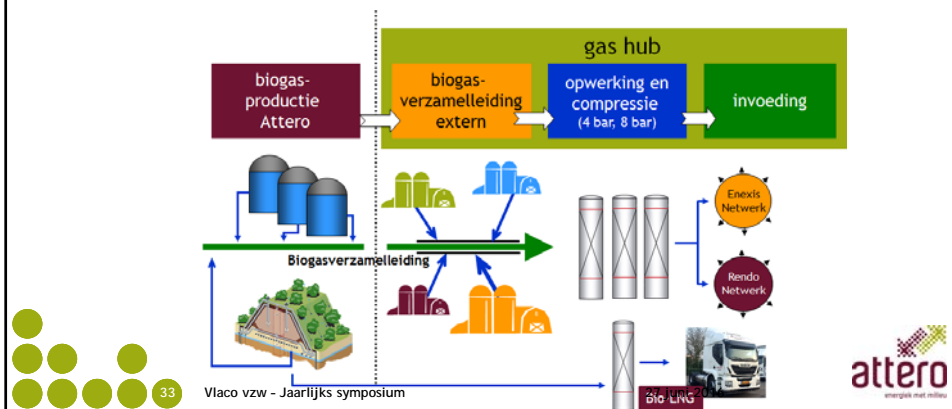 gas hub
biogas-
productie
Attero
biogas-
verzamelleiding
extern
opwerking en
compressie
(4 bar, 8 bar)
invoeding
Enexis
Netwerk
Biogasverzamelleiding
Rendo
Netwerk
Bio-LNG
33
Vlaco vzw - Jaarlijks symposium
attero
energiek met milieu